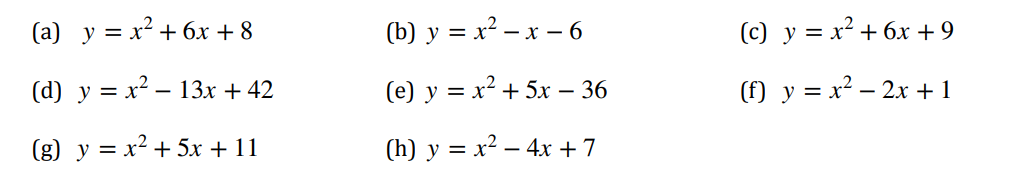 (a) y = x² + 6x + 8 (b) y = x² – x – 6 (c) y = x² + 6x + 9
(d) y = x² – 13x + 42 (e) y = x² + 5x – 36 (f) y = x² – 2x + 1
(g) y = x² + 5x + 11 (h) y = x² – 4x + 7